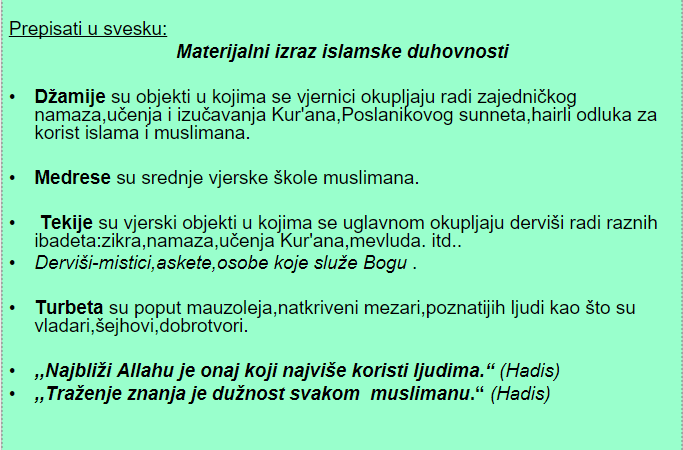 Prepisati u svesku:
Materijalni izraz islamske duhovnosti
• Džamije su objekti u kojima se vjernici okupljaju radi zajedničkog
namaza,učenja i izučavanja Kur'ana,Poslanikovog sunneta,hairli odluka za
korist islama i muslimana.
• Medrese su srednje vjerske škole muslimana.
• Tekije su vjerski objekti u kojima se uglavnom okupljaju derviši radi raznih
ibadeta:zikra,namaza,učenja Kur'ana,mevluda. itd..
• Derviši-mistici,askete,osobe koje služe Bogu .
• Turbeta su poput mauzoleja,natkriveni mezari,poznatijih ljudi kao što su
vladari,šejhovi,dobrotvori.
• ,,Najbliži Allahu je onaj koji najviše koristi ljudima.“ (Hadis)
• ,,Traženje znanja je dužnost svakom  muslimanu.“ (Hadis)